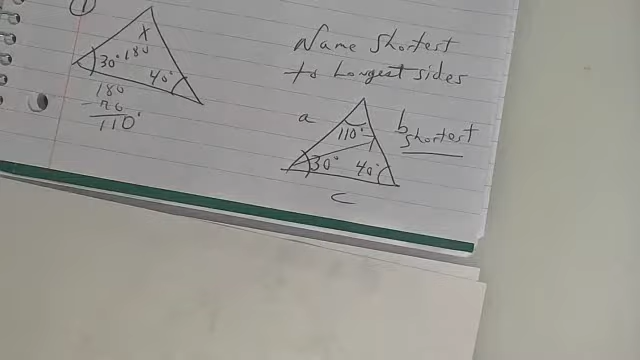 1
X
30° 180
40°
180
-70
110°
Name Shortest
to Longest sides
a
110°
b
shortest
30° 40°
c